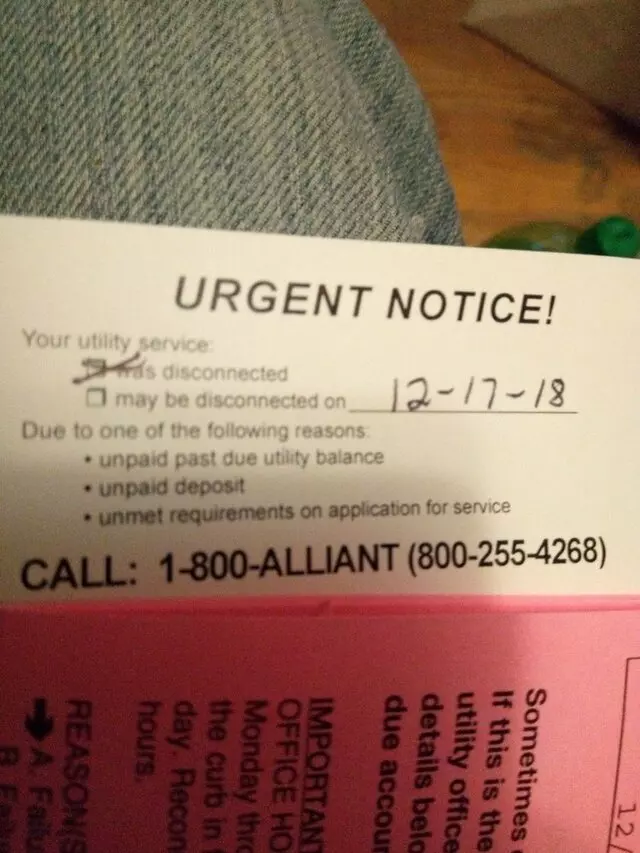 URGENT NOTICE!
Your utility service:
was disconnected
may be disconnected on 12-17-18
Due to one of the following reasons:
• unpaid past due utility balance
• unpaid deposit
• unmet requirements on application for service
CALL: 1-800-ALLIANT (800-255-4268)
12/
Sometimes
If this is the
utility office
details belo
due accoun
IMPORTAN
OFFICE HO
Monday thr
the curb in
day. Recon
hours.
REASON(S
A. Failu
B. Fail